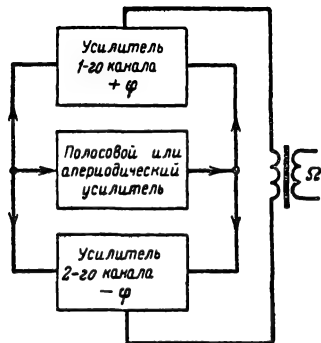 Усилитель
1-го канала
+ φ
Полосовой или
апериодический
усилитель
Ω
Усилитель
2-го канала
— φ